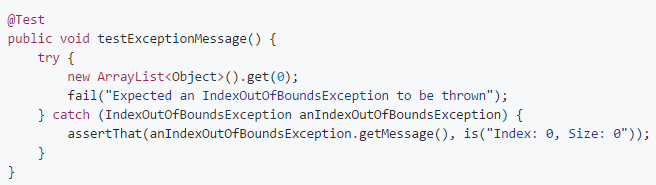 @Test
public void testExceptionMessage() {
    try {
        new ArrayList<Object>().get(0);
        fail("Expected an IndexOutOfBoundsException to be thrown");
    } catch (IndexOutOfBoundsException anIndexOutOfBoundsException) {
        assertThat(anIndexOutOfBoundsException.getMessage(), is("Index: 0, Size: 0"));
    }
}